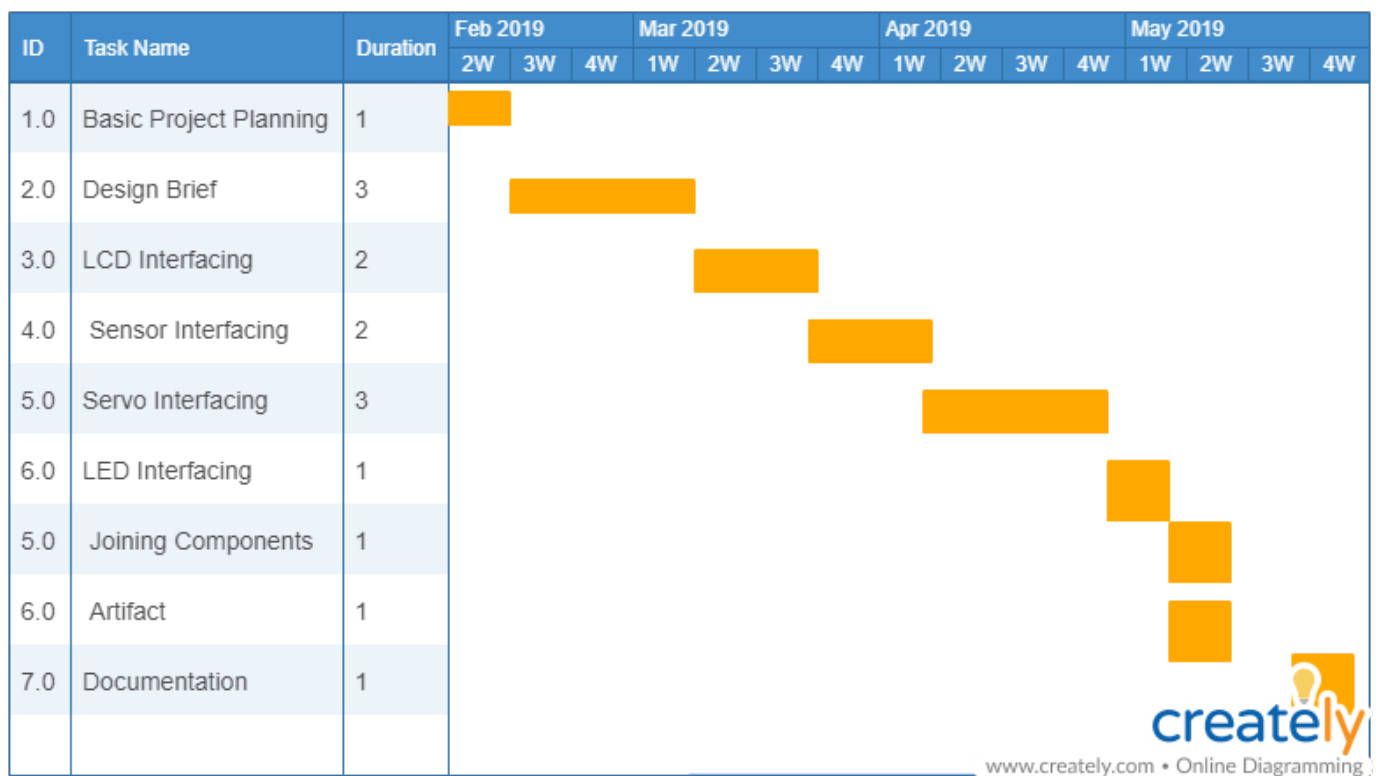 ID Task Name Duration Feb 2019 Mar 2019 Apr 2019 May 2019
2W 3W 4W 1W 2W 3W 4W 1W 2W 3W 4W 1W 2W 3W 4W
1.0 Basic Project Planning 1
2.0 Design Brief 3
3.0 LCD Interfacing 2
4.0 Sensor Interfacing 2
5.0 Servo Interfacing 3
6.0 LED Interfacing 1
5.0 Joining Components 1
6.0 Artifact 1
7.0 Documentation 1
creately
www.creately.com • Online Diagramming